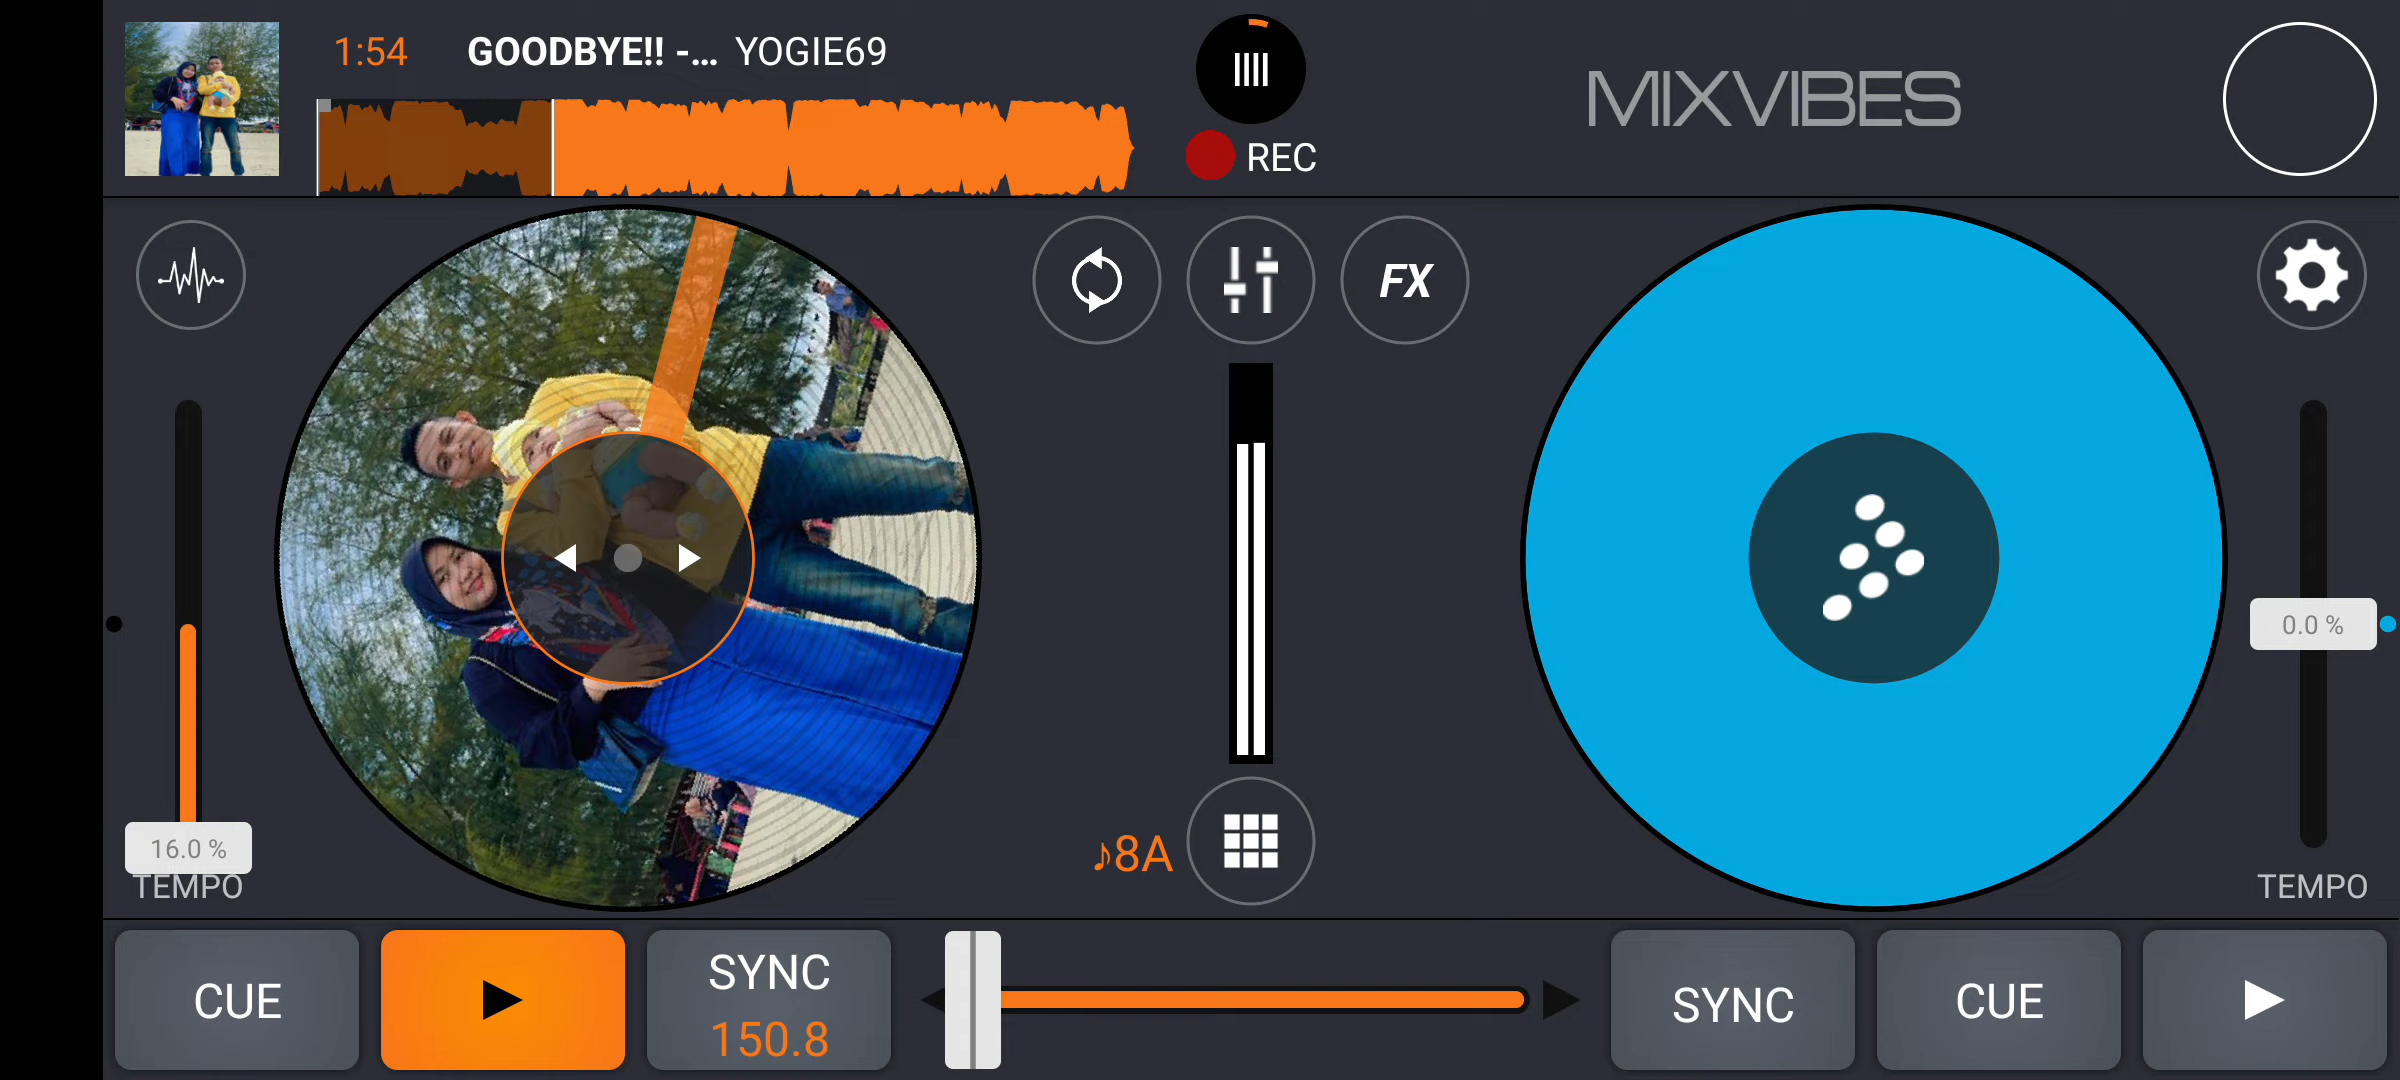 1:54 GOODBYE!! -... YOGIE69
REC
MIXVIBES
FX
16.0 %
TEMPO
♪8A
0.0 %
TEMPO
CUE
SYNC
150.8
SYNC
CUE